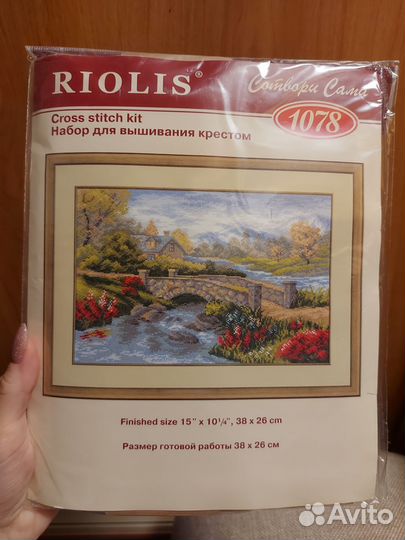 RIOLIS®
Сотвори Сама
Cross stitch kit
Набор для вышивания крестом
1078
Finished size 15" x 10¼", 38 x 26 cm
Размер готовой работы 38 x 26 см
Avito